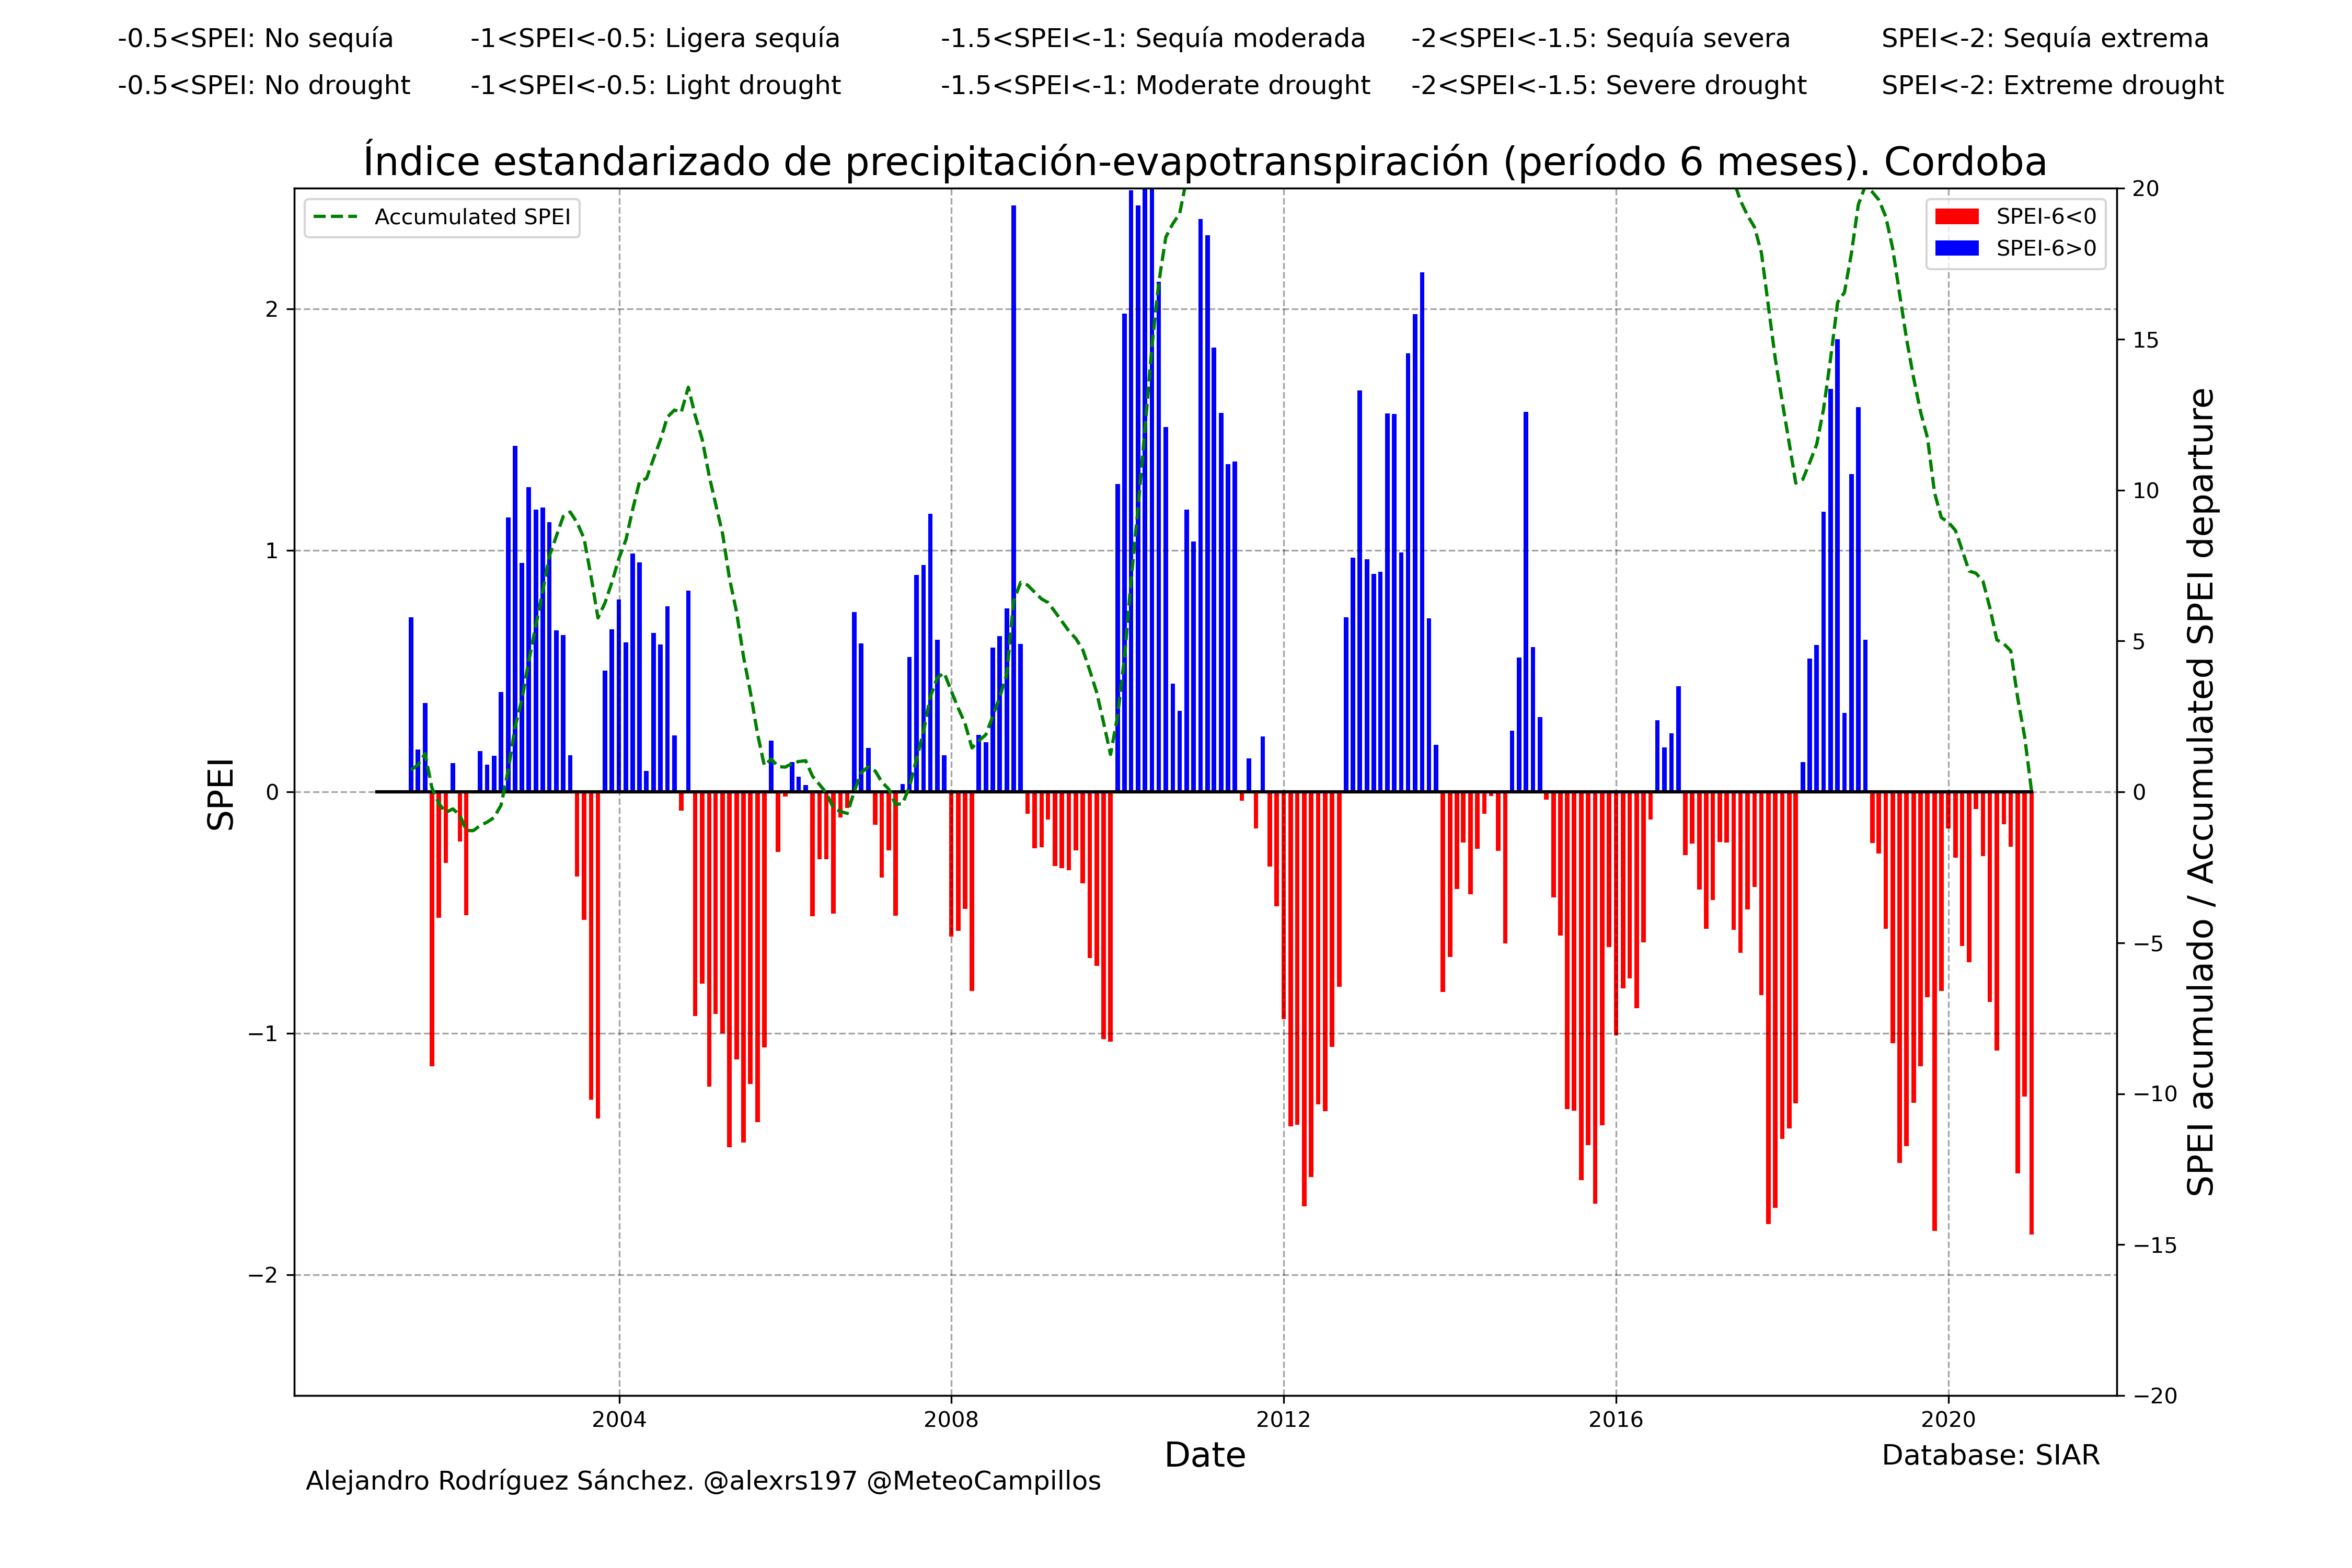 -0.5<SPEI: No sequía -1<SPEI<-0.5: Ligera sequía -1.5<SPEI<-1: Sequía moderada -2<SPEI<-1.5: Sequía severa SPEI<-2: Sequía extrema
-0.5<SPEI: No drought -1<SPEI<-0.5: Light drought -1.5<SPEI<-1: Moderate drought -2<SPEI<-1.5: Severe drought SPEI<-2: Extreme drought
Índice estandarizado de precipitación-evapotranspiración (período 6 meses). Cordoba
Accumulated SPEI
SPEI-6<0
SPEI-6>0
SPEI
2
1
0
−1
−2
20
15
10
5
0
−5
−10
−15
−20
SPEI acumulado / Accumulated SPEI departure
2004 2008 2012 2016 2020
Date
Database: SIAR
Alejandro Rodríguez Sánchez. @alexrs197 @MeteoCampillos